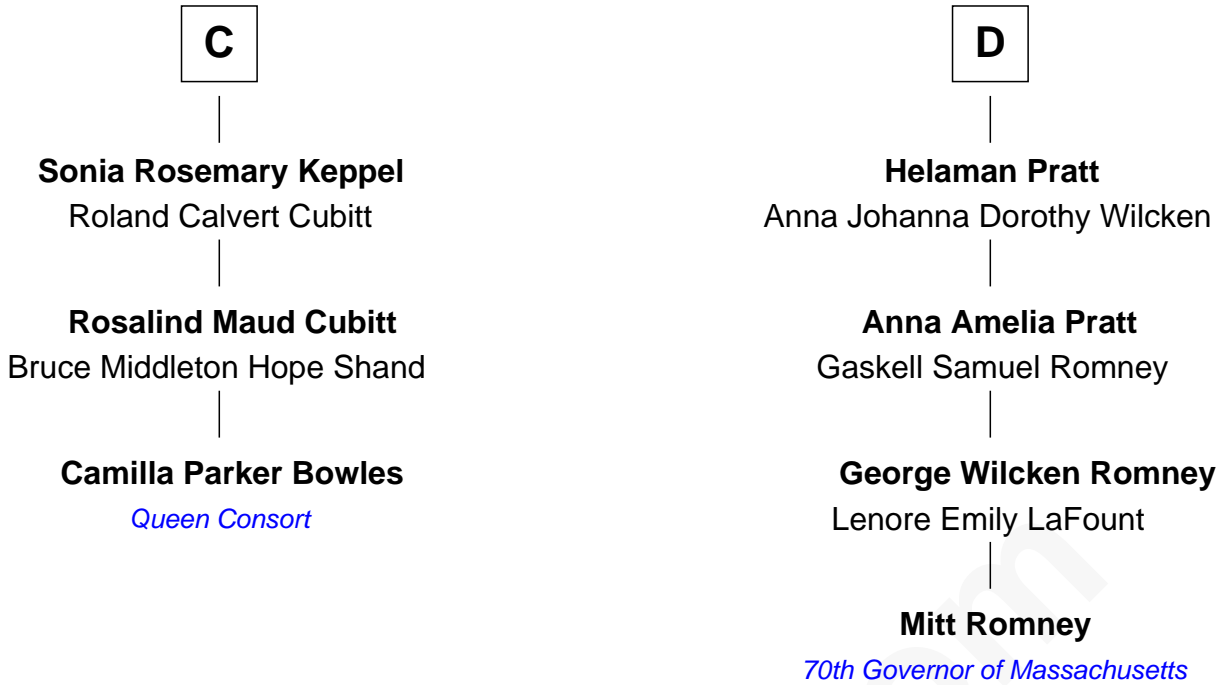 C
Sonia Rosemary Keppel
Roland Calvert Cubitt
Rosalind Maud Cubitt
Bruce Middleton Hope Shand
Camilla Parker Bowles
Queen Consort
D
Helaman Pratt
Anna Johanna Dorothy Wilcken
Anna Amelia Pratt
Gaskell Samuel Romney
George Wilcken Romney
Lenore Emily LaFount
Mitt Romney
70th Governor of Massachusetts